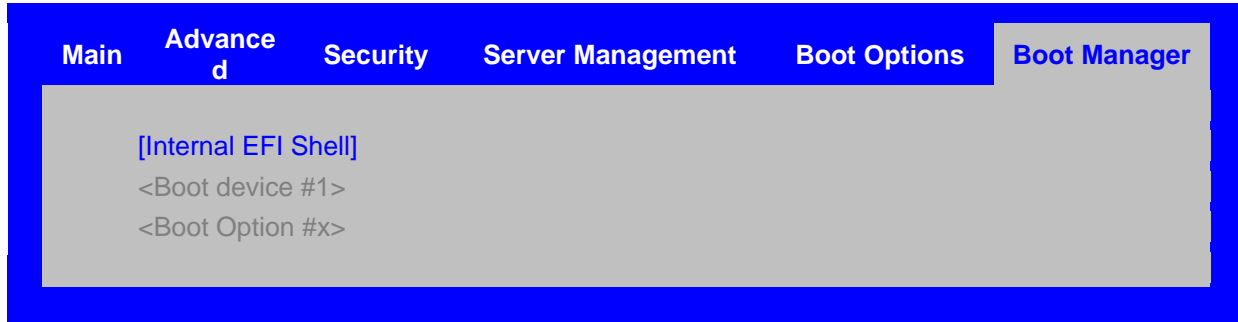 Main Advance
d Security Server Management Boot Options Boot Manager
[Internal EFI Shell]
<Boot device #1>
<Boot Option #x>